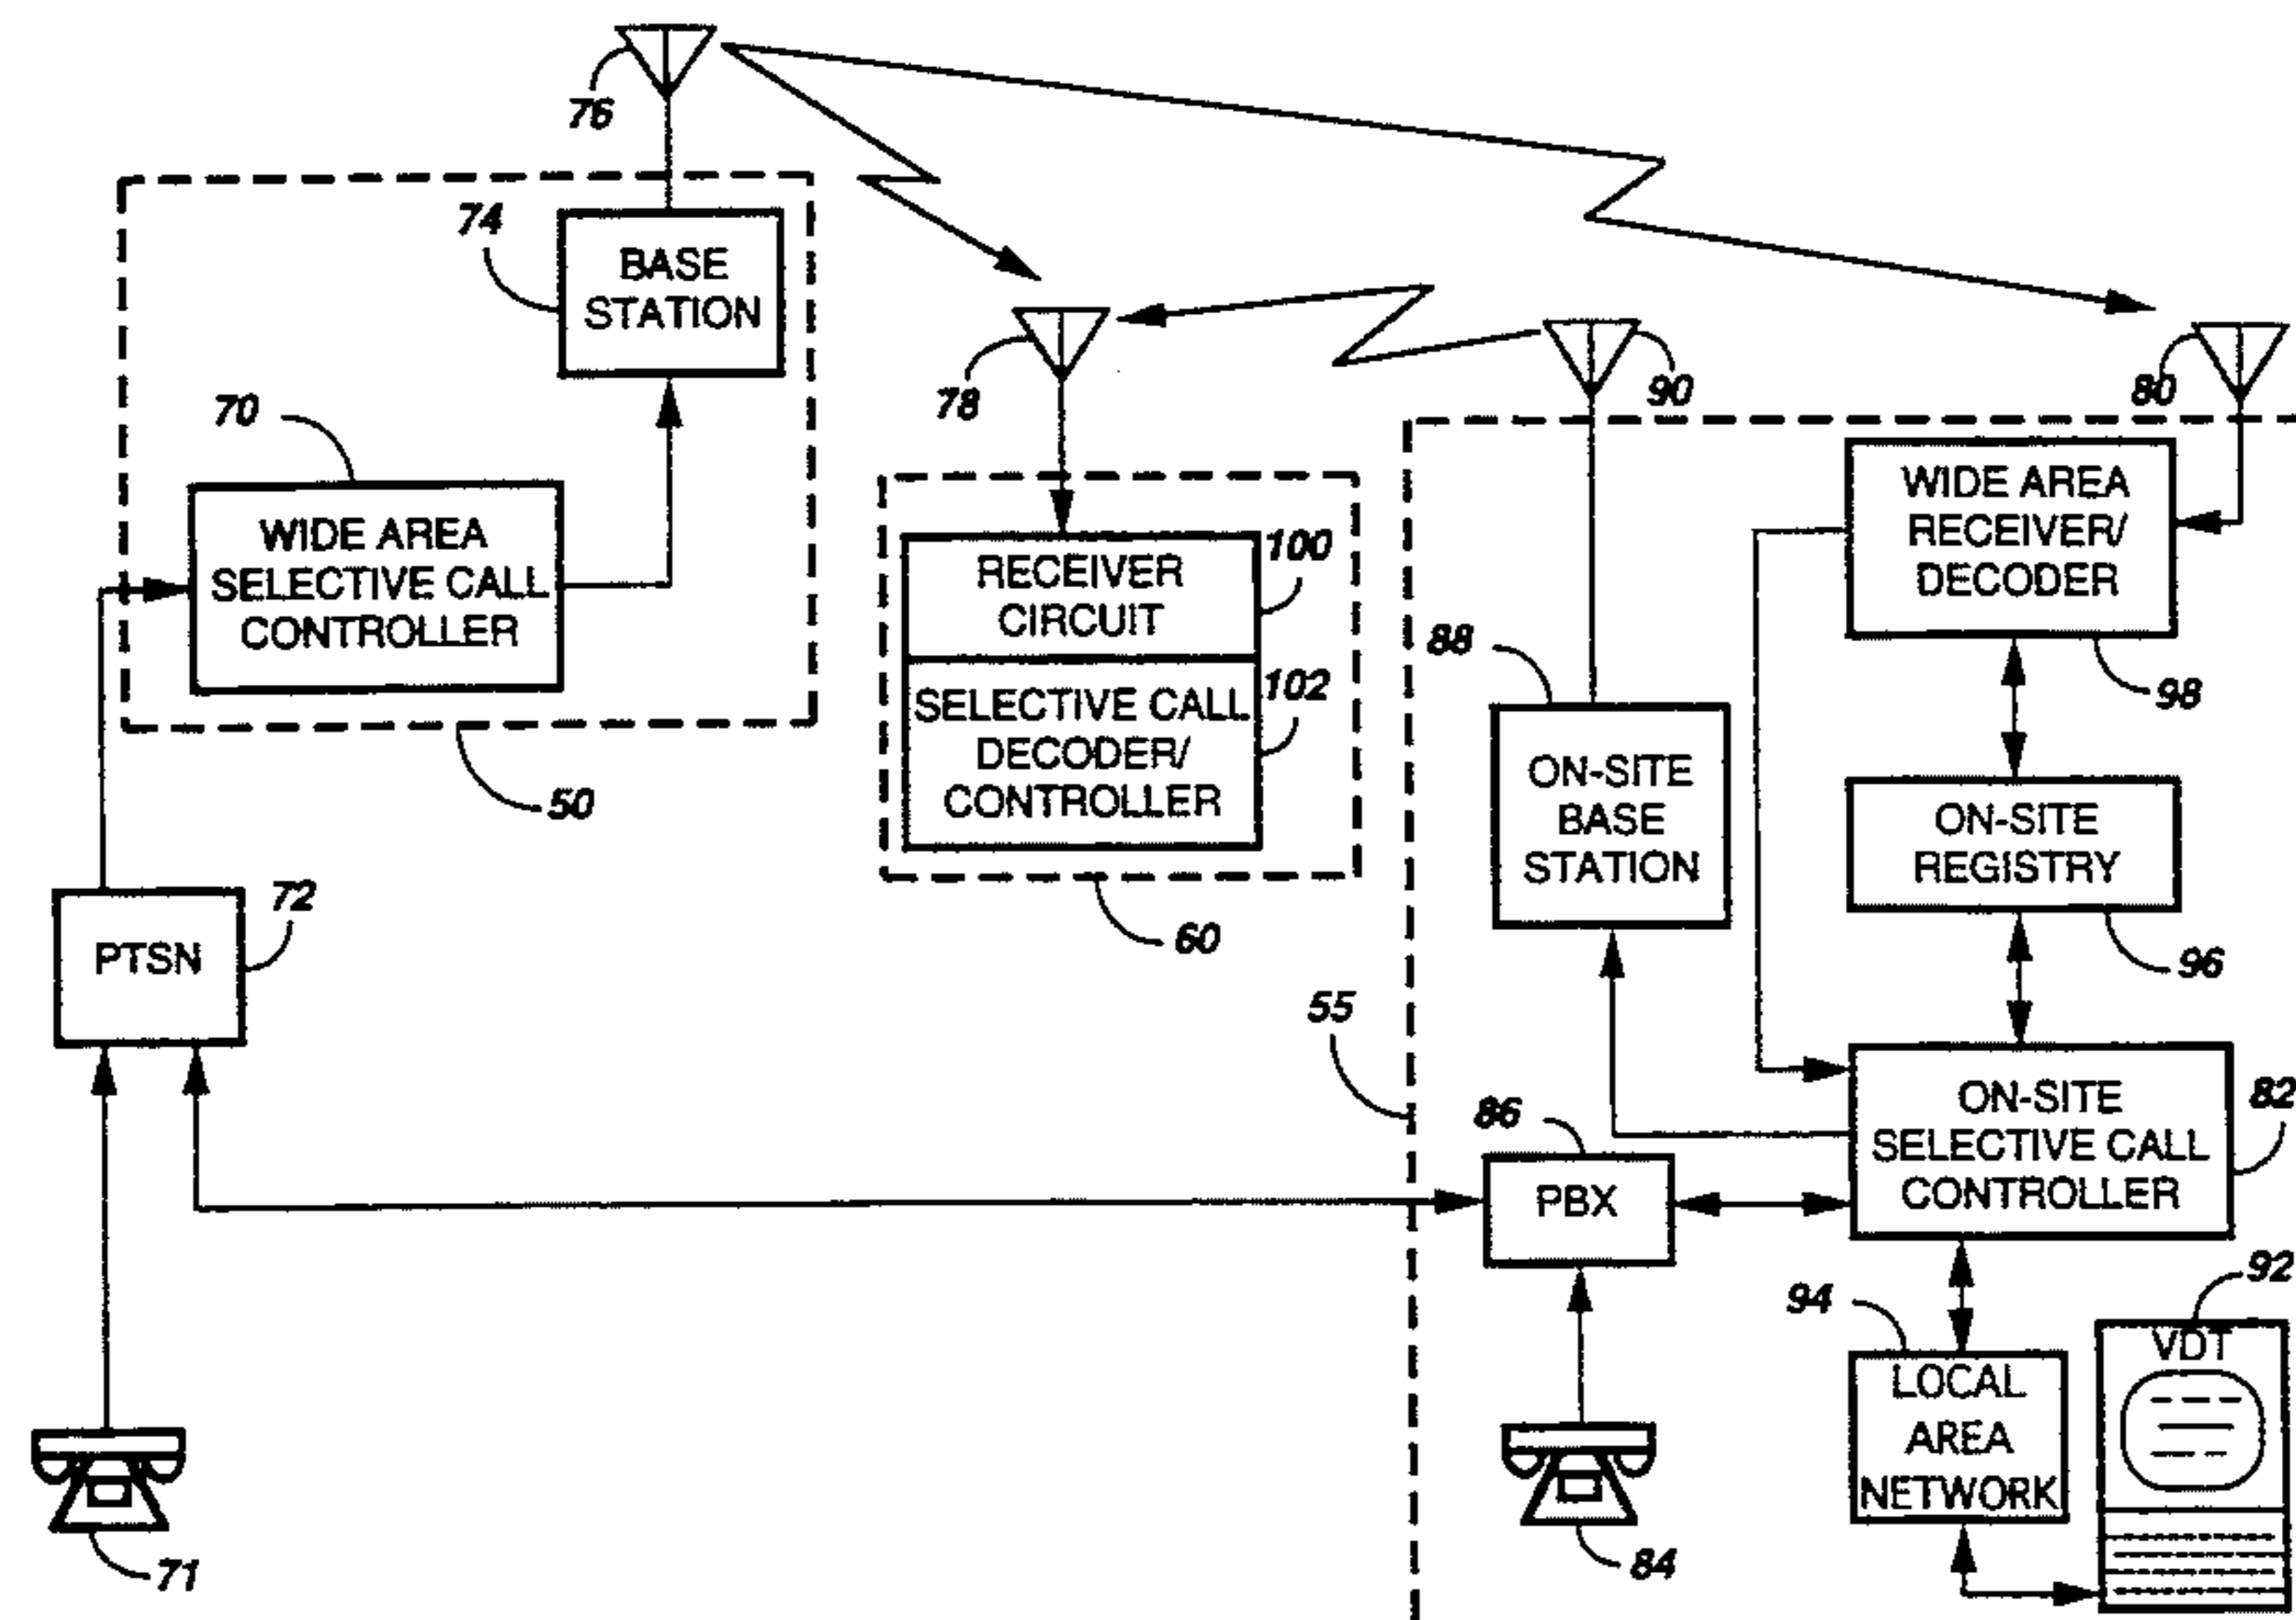 76
74
BASE
STATION
70
WIDE AREA
SELECTIVE CALL
CONTROLLER
50
72
PTSN
71
78
RECEIVER
CIRCUIT
100
SELECTIVE CALL
DECODER/
CONTROLLER
102
60
90
80
WIDE AREA
RECEIVER/
DECODER
98
88
ON-SITE
BASE
STATION
ON-SITE
REGISTRY
96
55
ON-SITE
SELECTIVE CALL
CONTROLLER
82
86
PBX
84
94
LOCAL
AREA
NETWORK
92
VDT